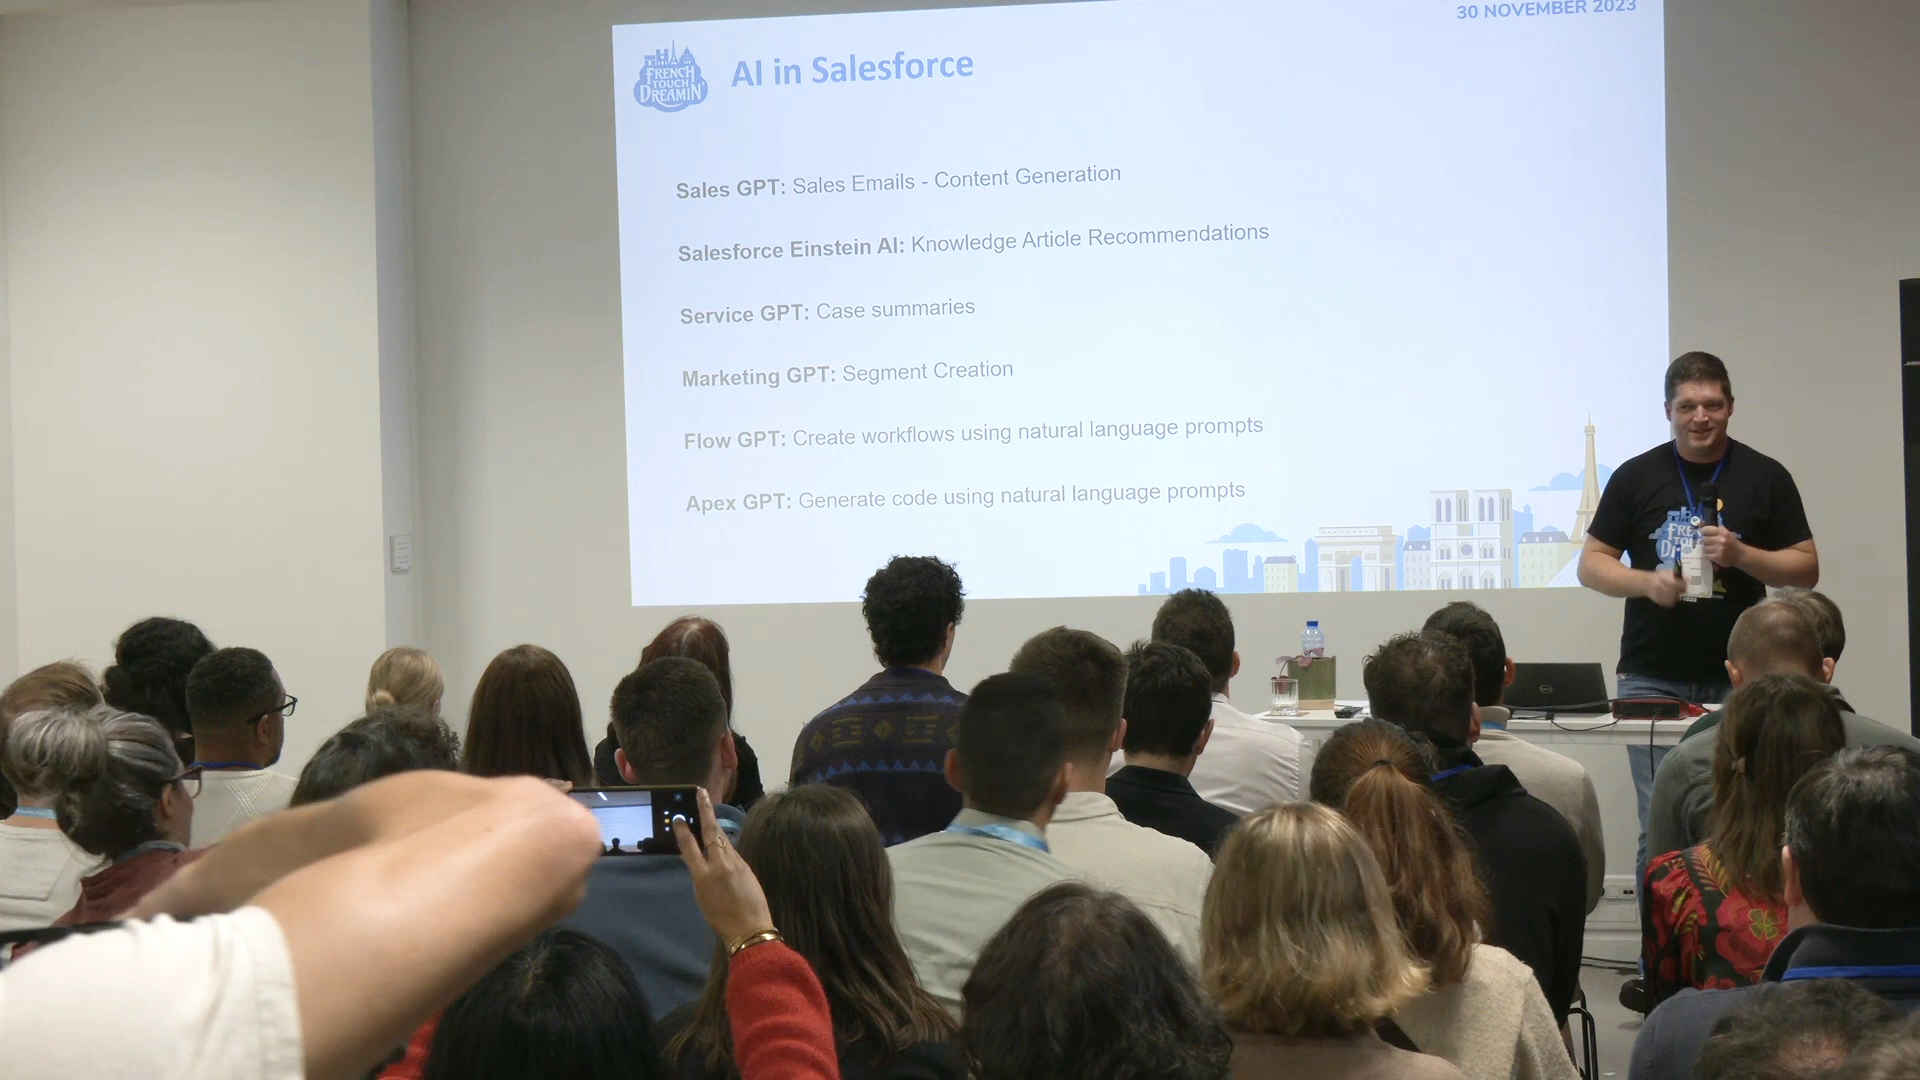 30 NOVEMBER 2023
FRENCH
TOUCH
DREAMIN'
AI in Salesforce
Sales GPT: Sales Emails - Content Generation
Salesforce Einstein AI: Knowledge Article Recommendations
Service GPT: Case summaries
Marketing GPT: Segment Creation
Flow GPT: Create workflows using natural language prompts
Apex GPT: Generate code using natural language prompts